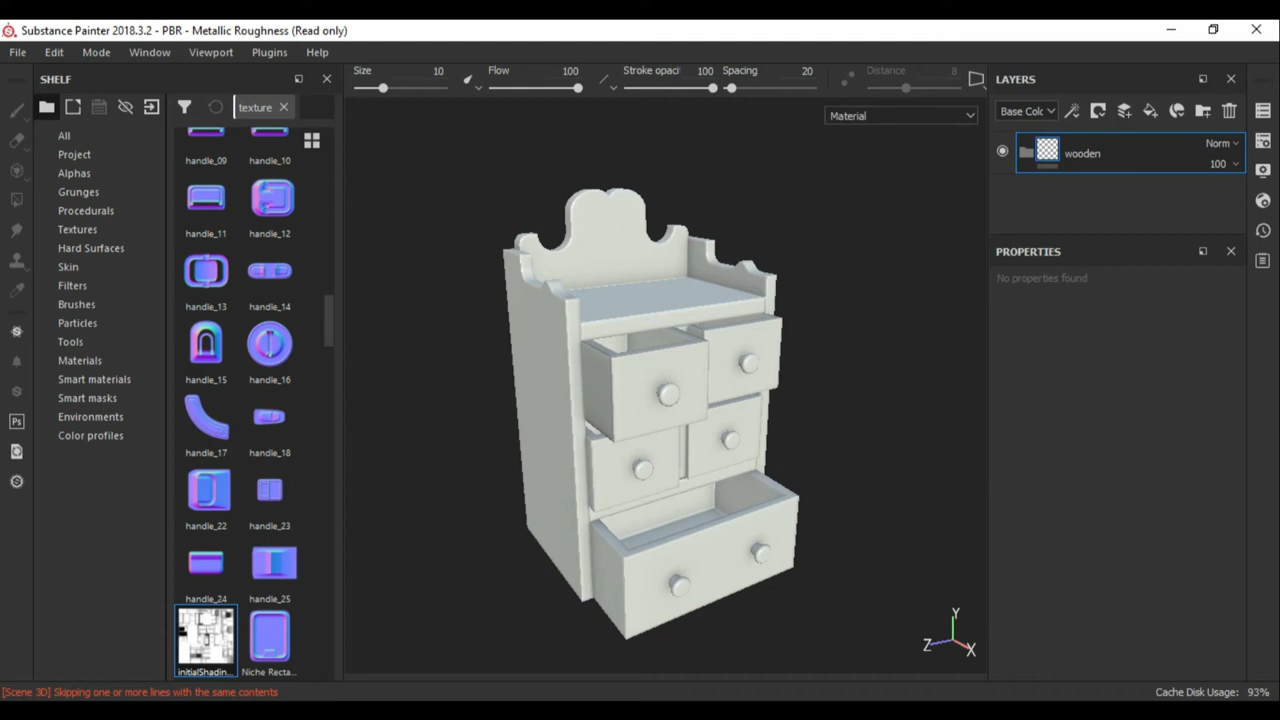 Substance Painter 2018.3.2 - PBR - Metallic Roughness (Read only)
File Edit Mode Window Viewport Plugins Help
SHELF
texture
All
Project
Alphas
Grunges
Procedurals
Textures
Hard Surfaces
Skin
Filters
Brushes
Particles
Tools
Materials
Smart materials
Smart masks
Environments
Color profiles
handle_09 handle_10
handle_11 handle_12
handle_13 handle_14
handle_15 handle_16
handle_17 handle_18
handle_22 handle_23
handle_24 handle_25
initialShadin... Niche Recta...
Size 10 Flow 100 Stroke opaci 100 Spacing 20 Distance 8
Material
Y
Z X
LAYERS
Base Colc
wooden
Norm
100
PROPERTIES
No properties found
Ps
[Scene 3D] Skipping one or more lines with the same contents
Cache Disk Usage: 93%